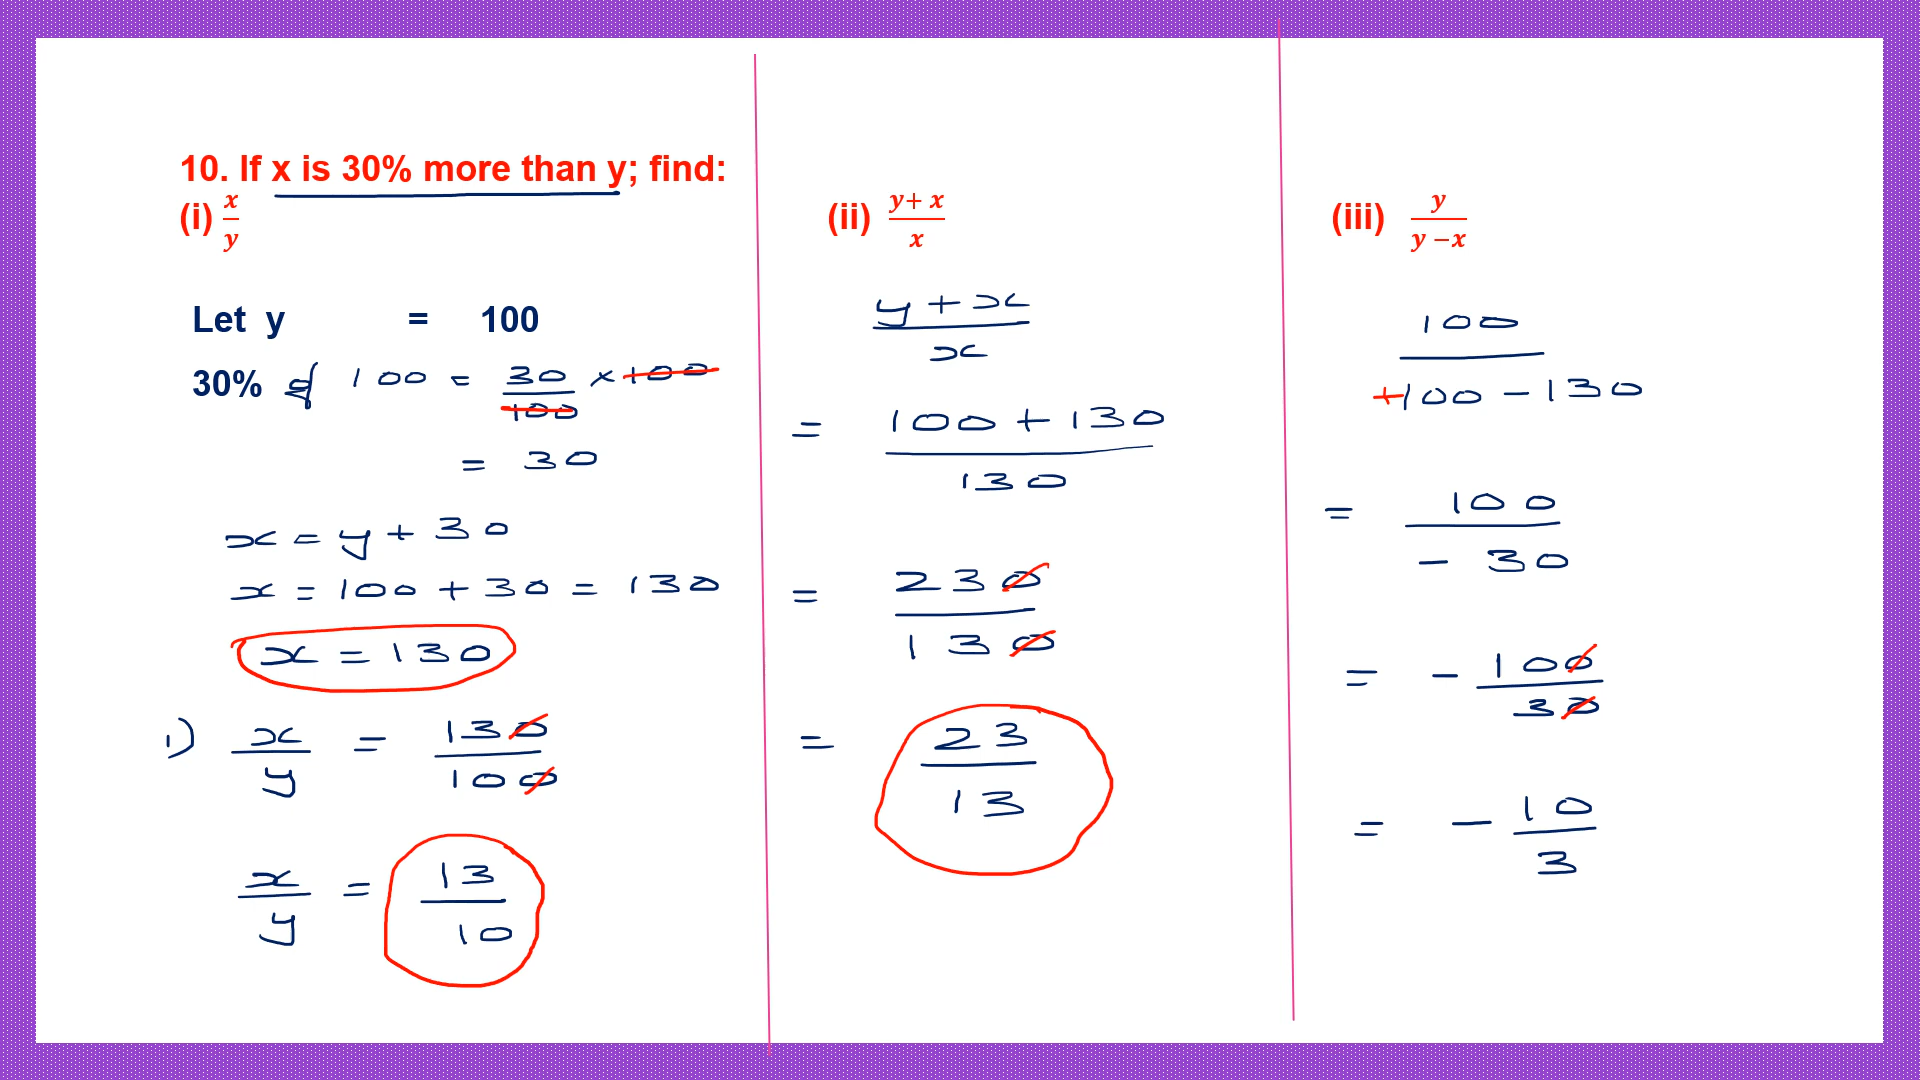 10. If x is 30% more than y; find:
(i) x/y
Let y = 100
30% of 100 = 30/100 × 100
= 30
x = y + 30
x = 100 + 30 = 130
x = 130
1) x/y = 130/100
x/y = 13/10
(ii) y+ x/x
y + x/x
= 100 + 130/130
= 230/130
= 23/13
(iii) y/y –x
100/+100 – 130
= 100/– 30
= – 100/30
= – 10/3